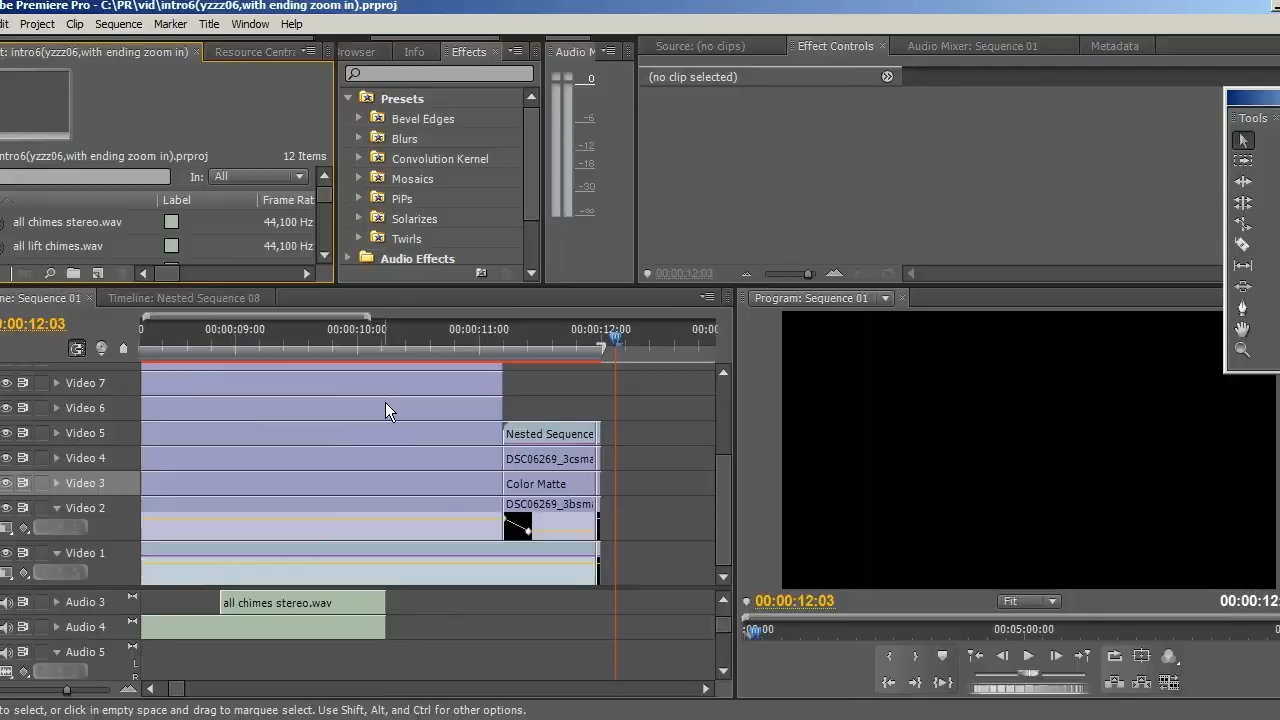 be Premiere Pro - C:\PR\vid\intro6(yzzz06,with ending zoom in).prproj
dit Project Clip Sequence Marker Title Window Help
t: intro6(yzzz06,with ending zoom in) × Resource Centr
rowser Info Effects ×
Audio M
Source: (no clips) Effect Controls × Audio Mixer: Sequence 01 Metadata
(no clip selected)
Tools ×
0
-6
-12
-18
-30
-∞
Presets
Bevel Edges
Blurs
Convolution Kernel
Mosaics
PiPs
Solarizes
Twirls
Audio Effects
ntro6(yzzz06,with ending zoom in).prproj 12 Items
In: All
Label Frame Rat
all chimes stereo.wav 44,100 Hz
all lift chimes.wav 44,100 Hz
00:00:12:03
ne: Sequence 01 × Timeline: Nested Sequence 08
Program: Sequence 01 ×
0:00:12:03
0 00:00:09:00 00:00:10:00 00:00:11:00 00:00:12:00 00:00
Video 7
Video 6
Video 5 Nested Sequence
Video 4 DSC06269_3csma
Video 3 Color Matte
Video 2 DSC06269_3bsma
Video 1
Audio 3 all chimes stereo.wav
Audio 4
Audio 5
L
R
00:00:12:03 Fit 00:00:12
;00:00 00:05:00:00
to select, or click in empty space and drag to marquee select. Use Shift, Alt, and Ctrl for other options.